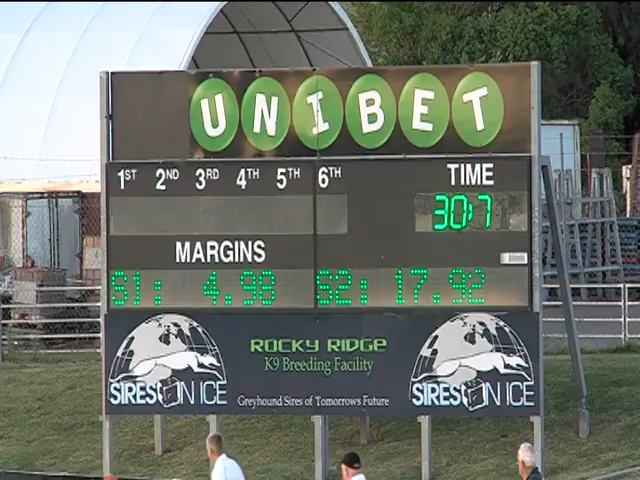 UNIBET
1ST 2ND 3RD 4TH 5TH 6TH TIME
30:7
MARGINS
S1: 4.98 S2: 17.92
ROCKY RIDGE
K9 Breeding Facility
SIRES ON ICE SIRES ON ICE
Greyhound Sires of Tomorrows Future